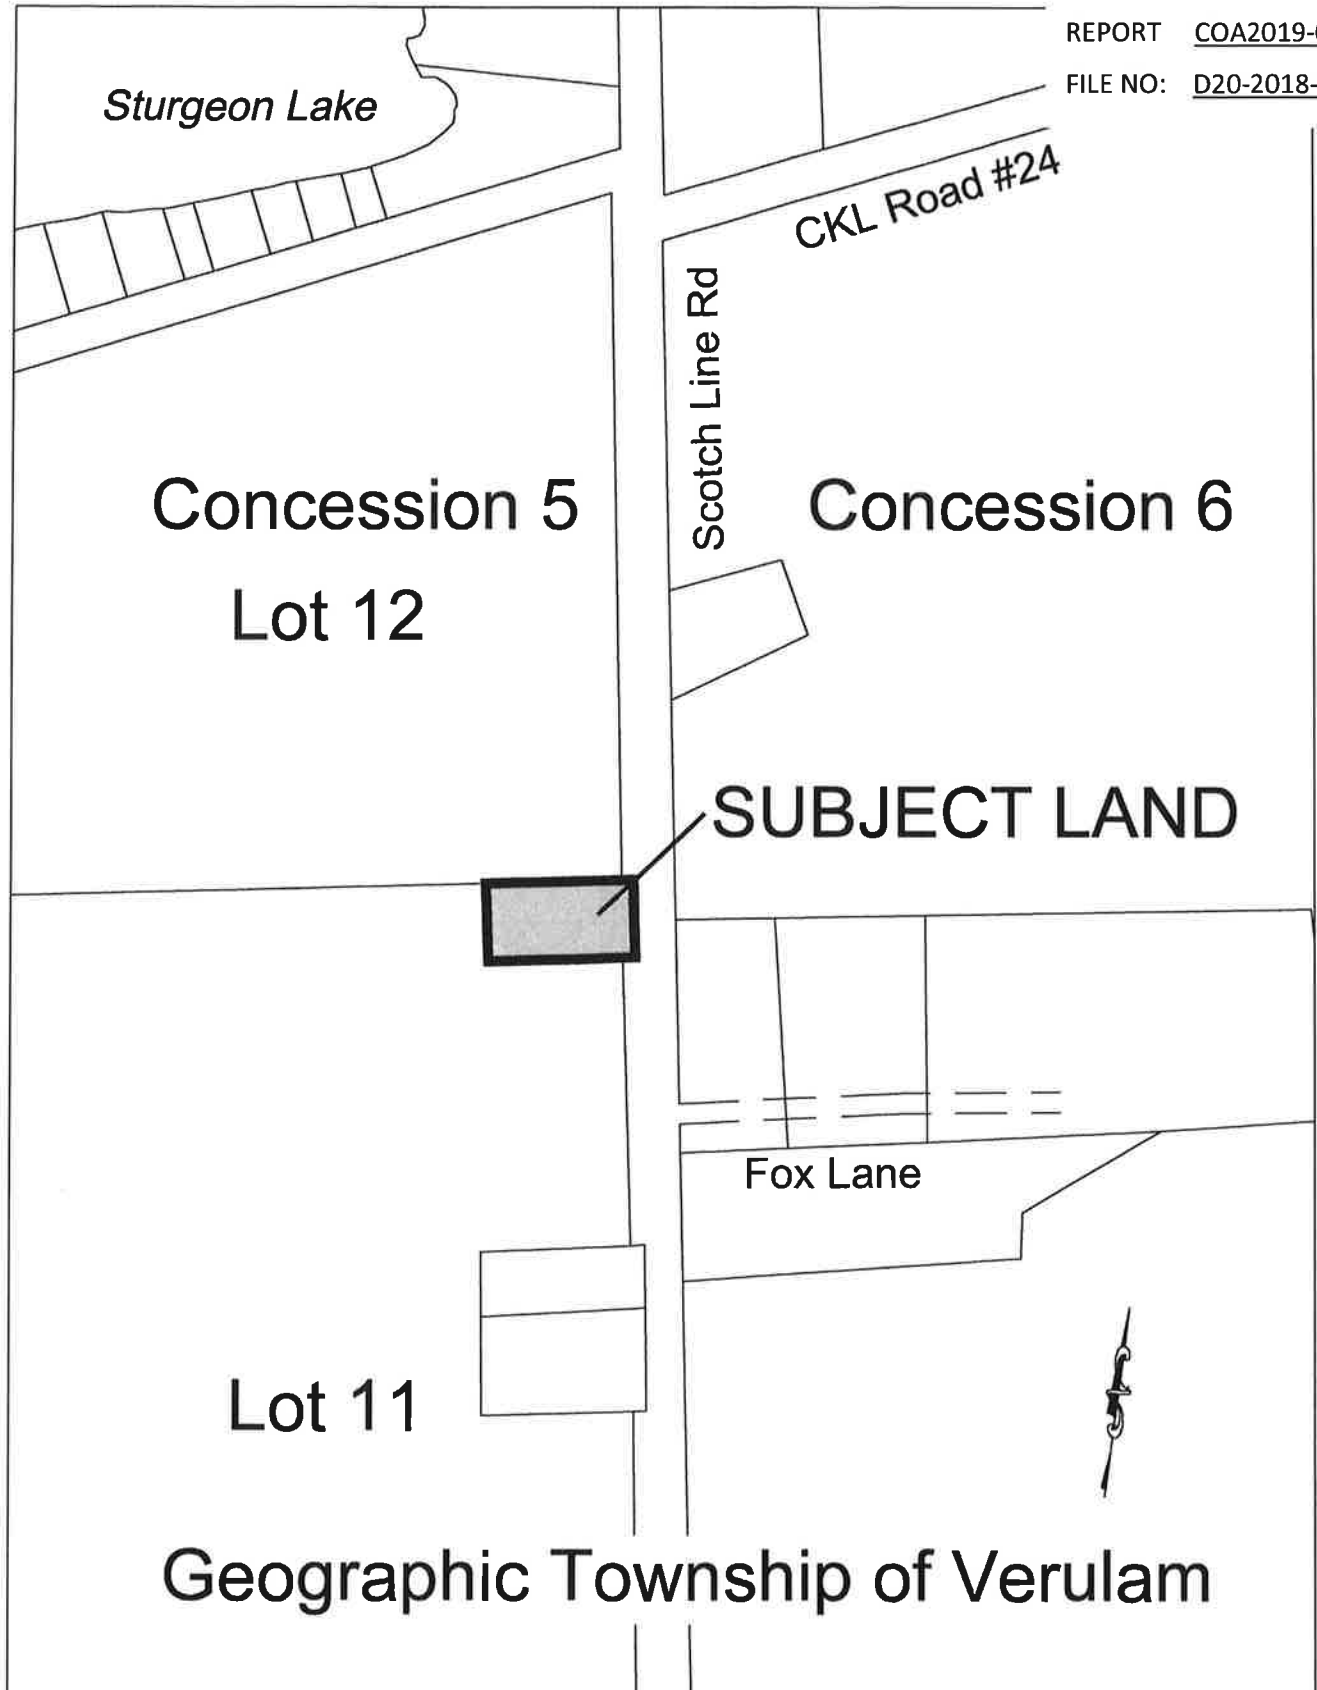 REPORT COA2019-
FILE NO: D20-2018-
Sturgeon Lake
CKL Road #24
Scotch Line Rd
Concession 5
Concession 6
Lot 12
SUBJECT LAND
Fox Lane
Lot 11
Geographic Township of Verulam